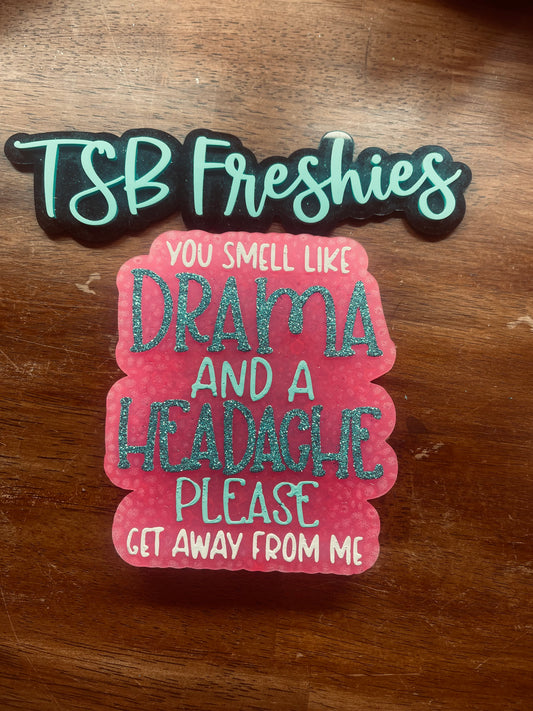 TSB Freshies
YOU SMELL LIKE
DRAMA
AND A
HEADACHE
PLEASE
GET AWAY FROM ME